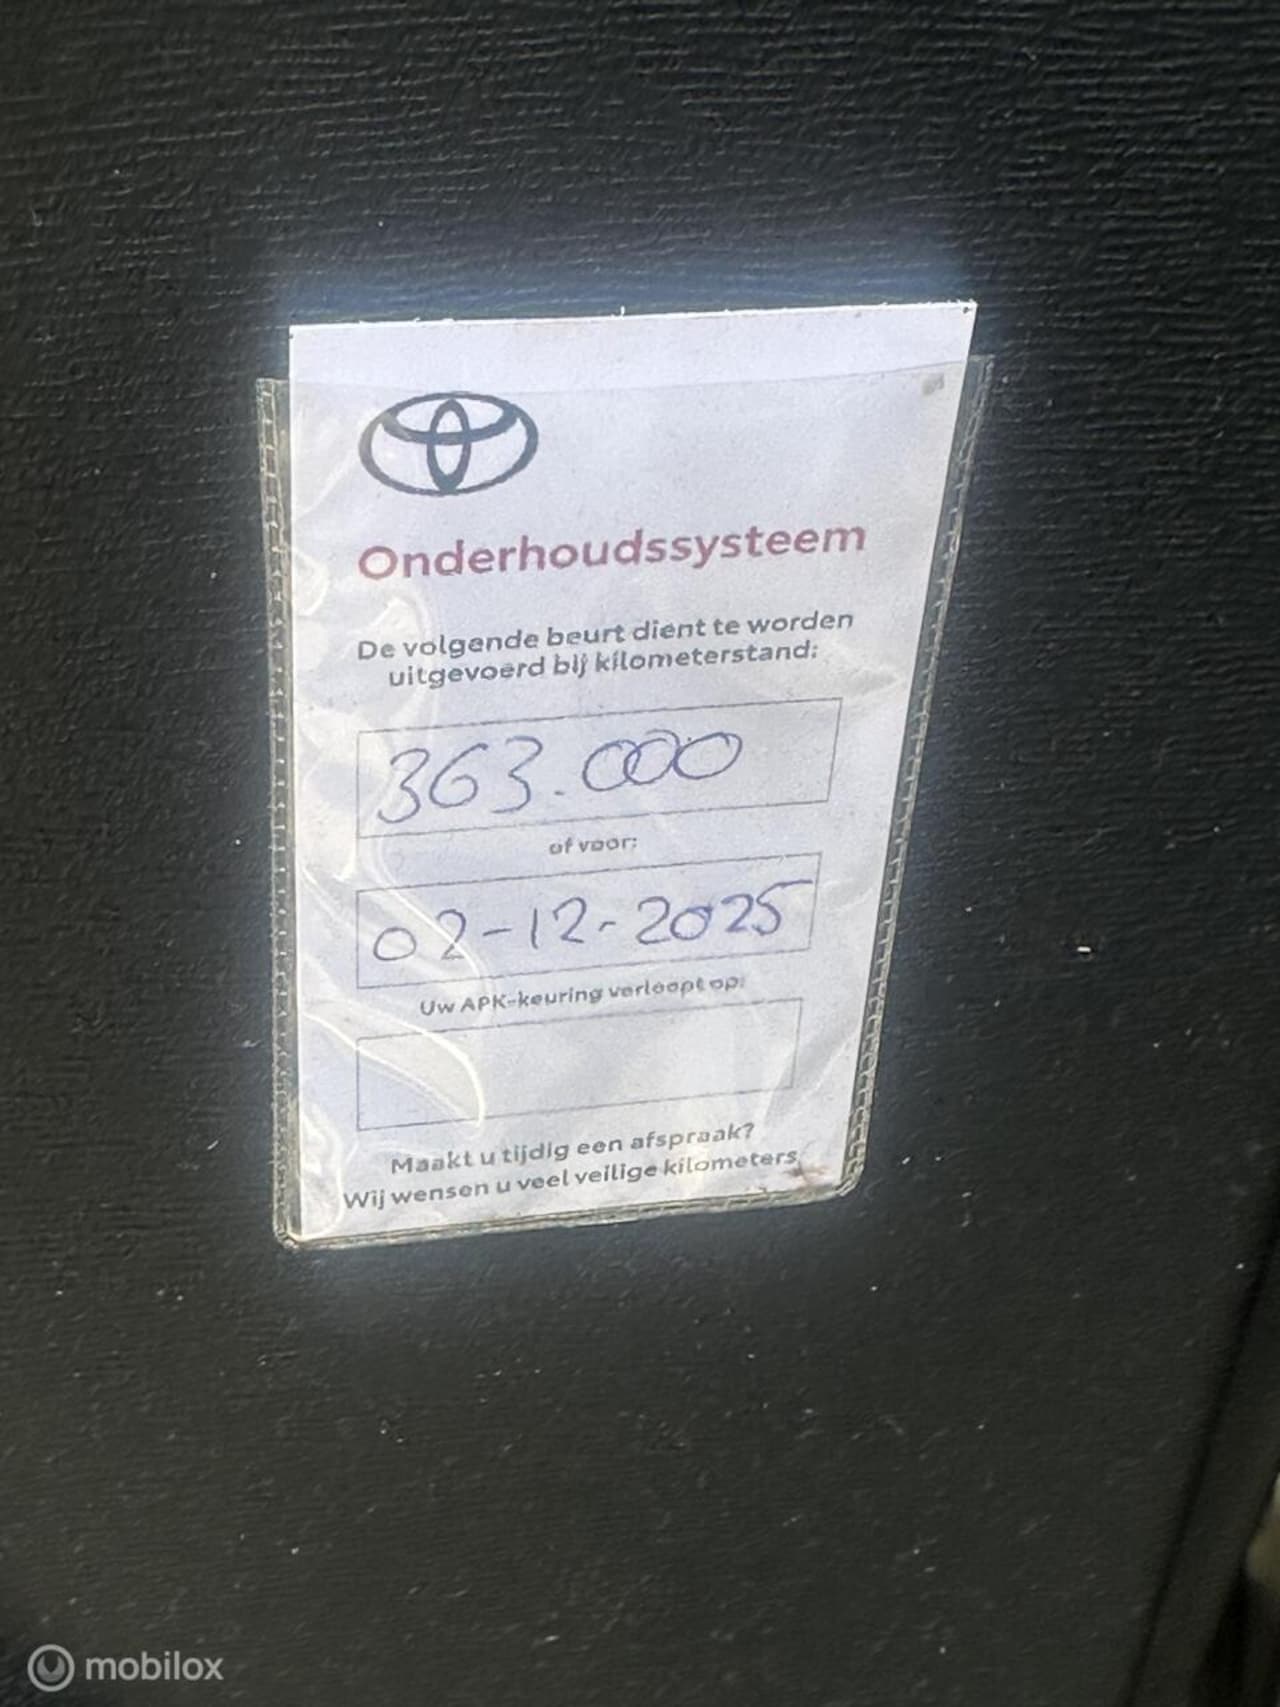 Onderhoudssysteem
De volgende beurt dient te worden
uitgevoerd bij kilometerstand:
363.000
of voor:
02-12-2025
Uw APK-keuring verloopt op:
Maakt u tijdig een afspraak?
Wij wensen u veel veilige kilometers.
mobilox